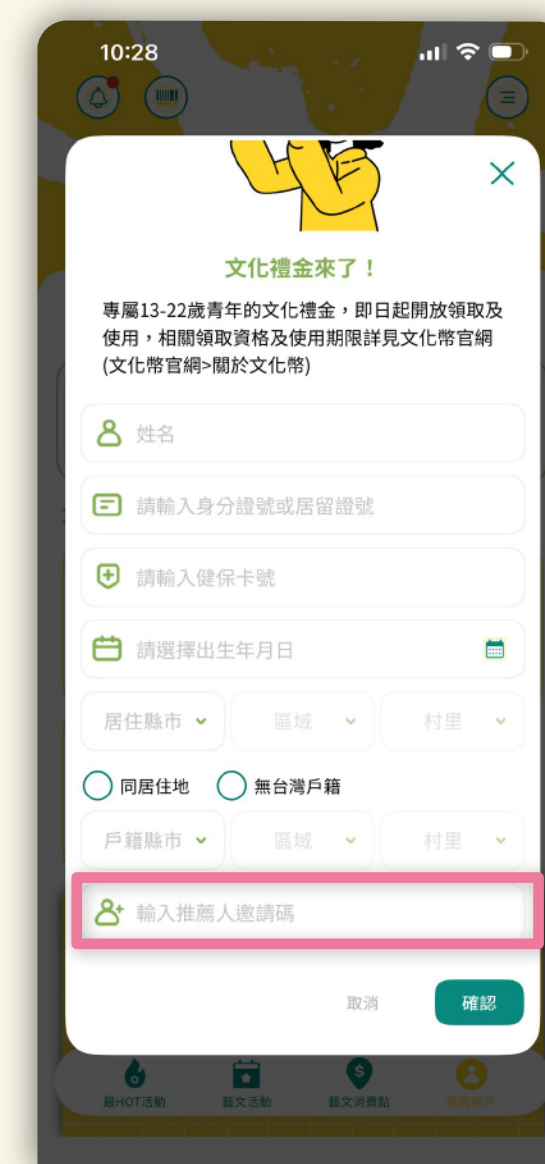 10:28
文化禮金來了！
專屬13-22歲青年的文化禮金，即日起開放領取及
使用，相關領取資格及使用期限詳見文化幣官網
(文化幣官網>關於文化幣)
姓名
請輸入身分證號或居留證號
請輸入健保卡號
請選擇出生年月日
居住縣市 區域 村里
同居住地 無台灣戶籍
戶籍縣市 區域 村里
輸入推薦人邀請碼
取消 確認
最HOT活動 藝文活動 藝文消費點 我的帳戶